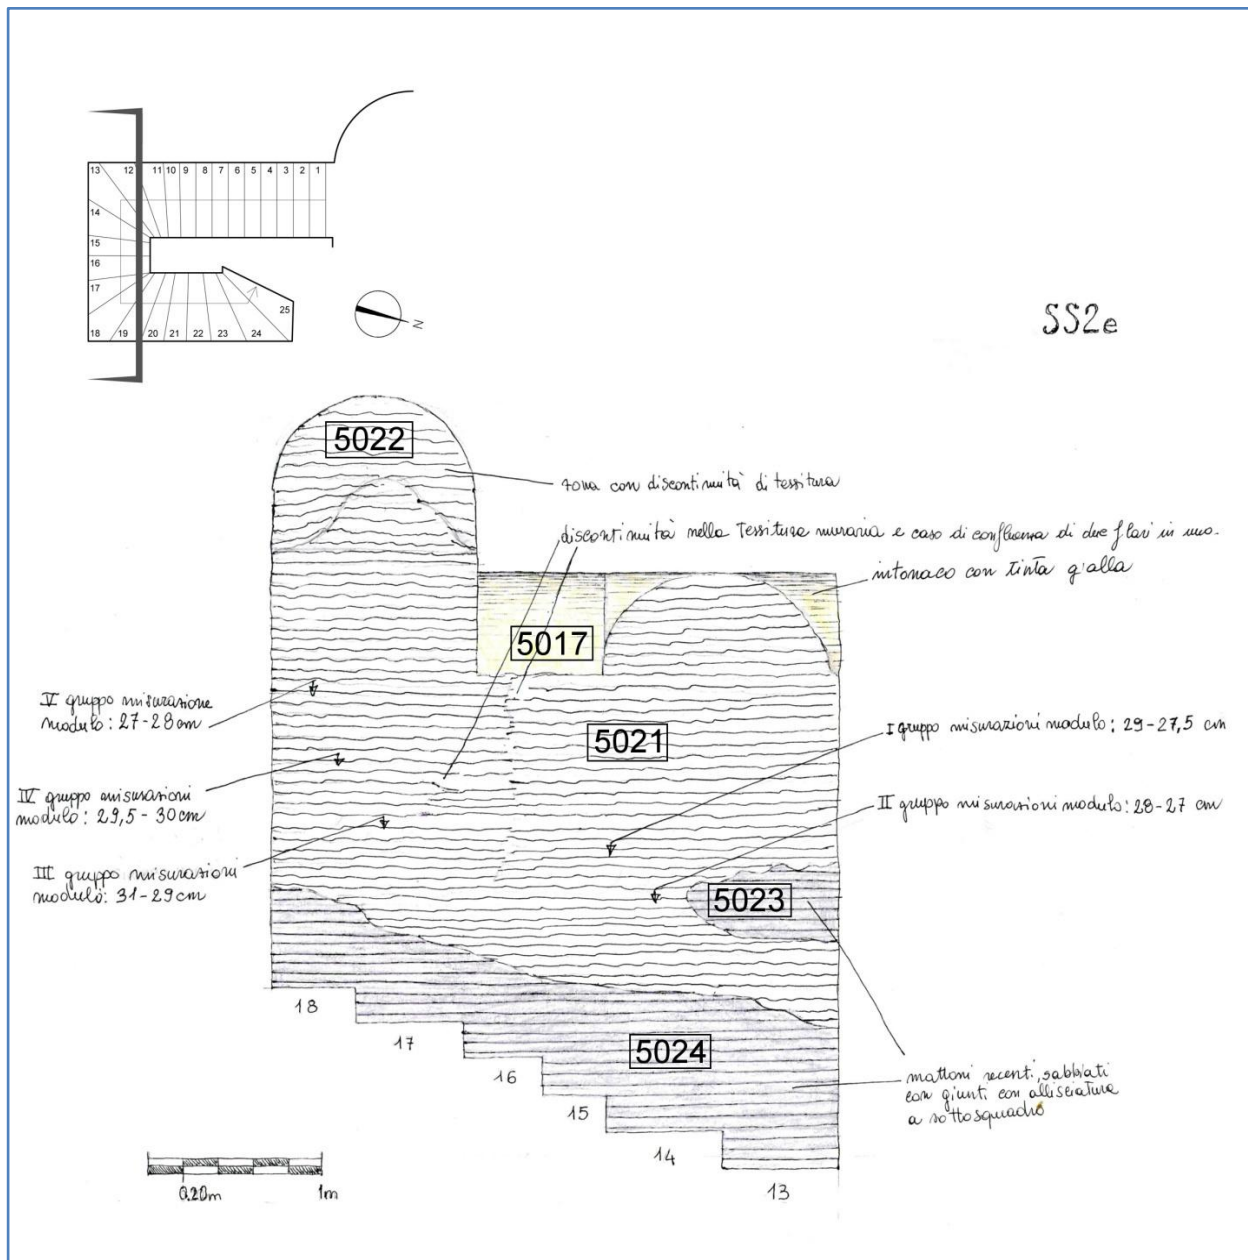 13 12 11 10 9 8 7 6 5 4 3 2 1
14
15
16
17
18 19 20 21 22 23 24 25
N
SS2e
5022
zona con discontinuità di tessitura
discontinuità nella tessitura muraria e caso di confluenza di due filari in uno.
intonaco con tinta gialla
5017
V gruppo misurazione
modulo: 27-28 cm
5021
I gruppo misurazioni modulo: 29-27,5 cm
IV gruppo misurazioni
modulo: 29,5-30 cm
II gruppo misurazioni modulo: 28-27 cm
III gruppo misurazioni
modulo: 31-29 cm
5023
18
17
5024
16
mattoni recenti, sabbiati
con giunti con allisciatura
a sottosquadro
15
14
13
0.20m 1m